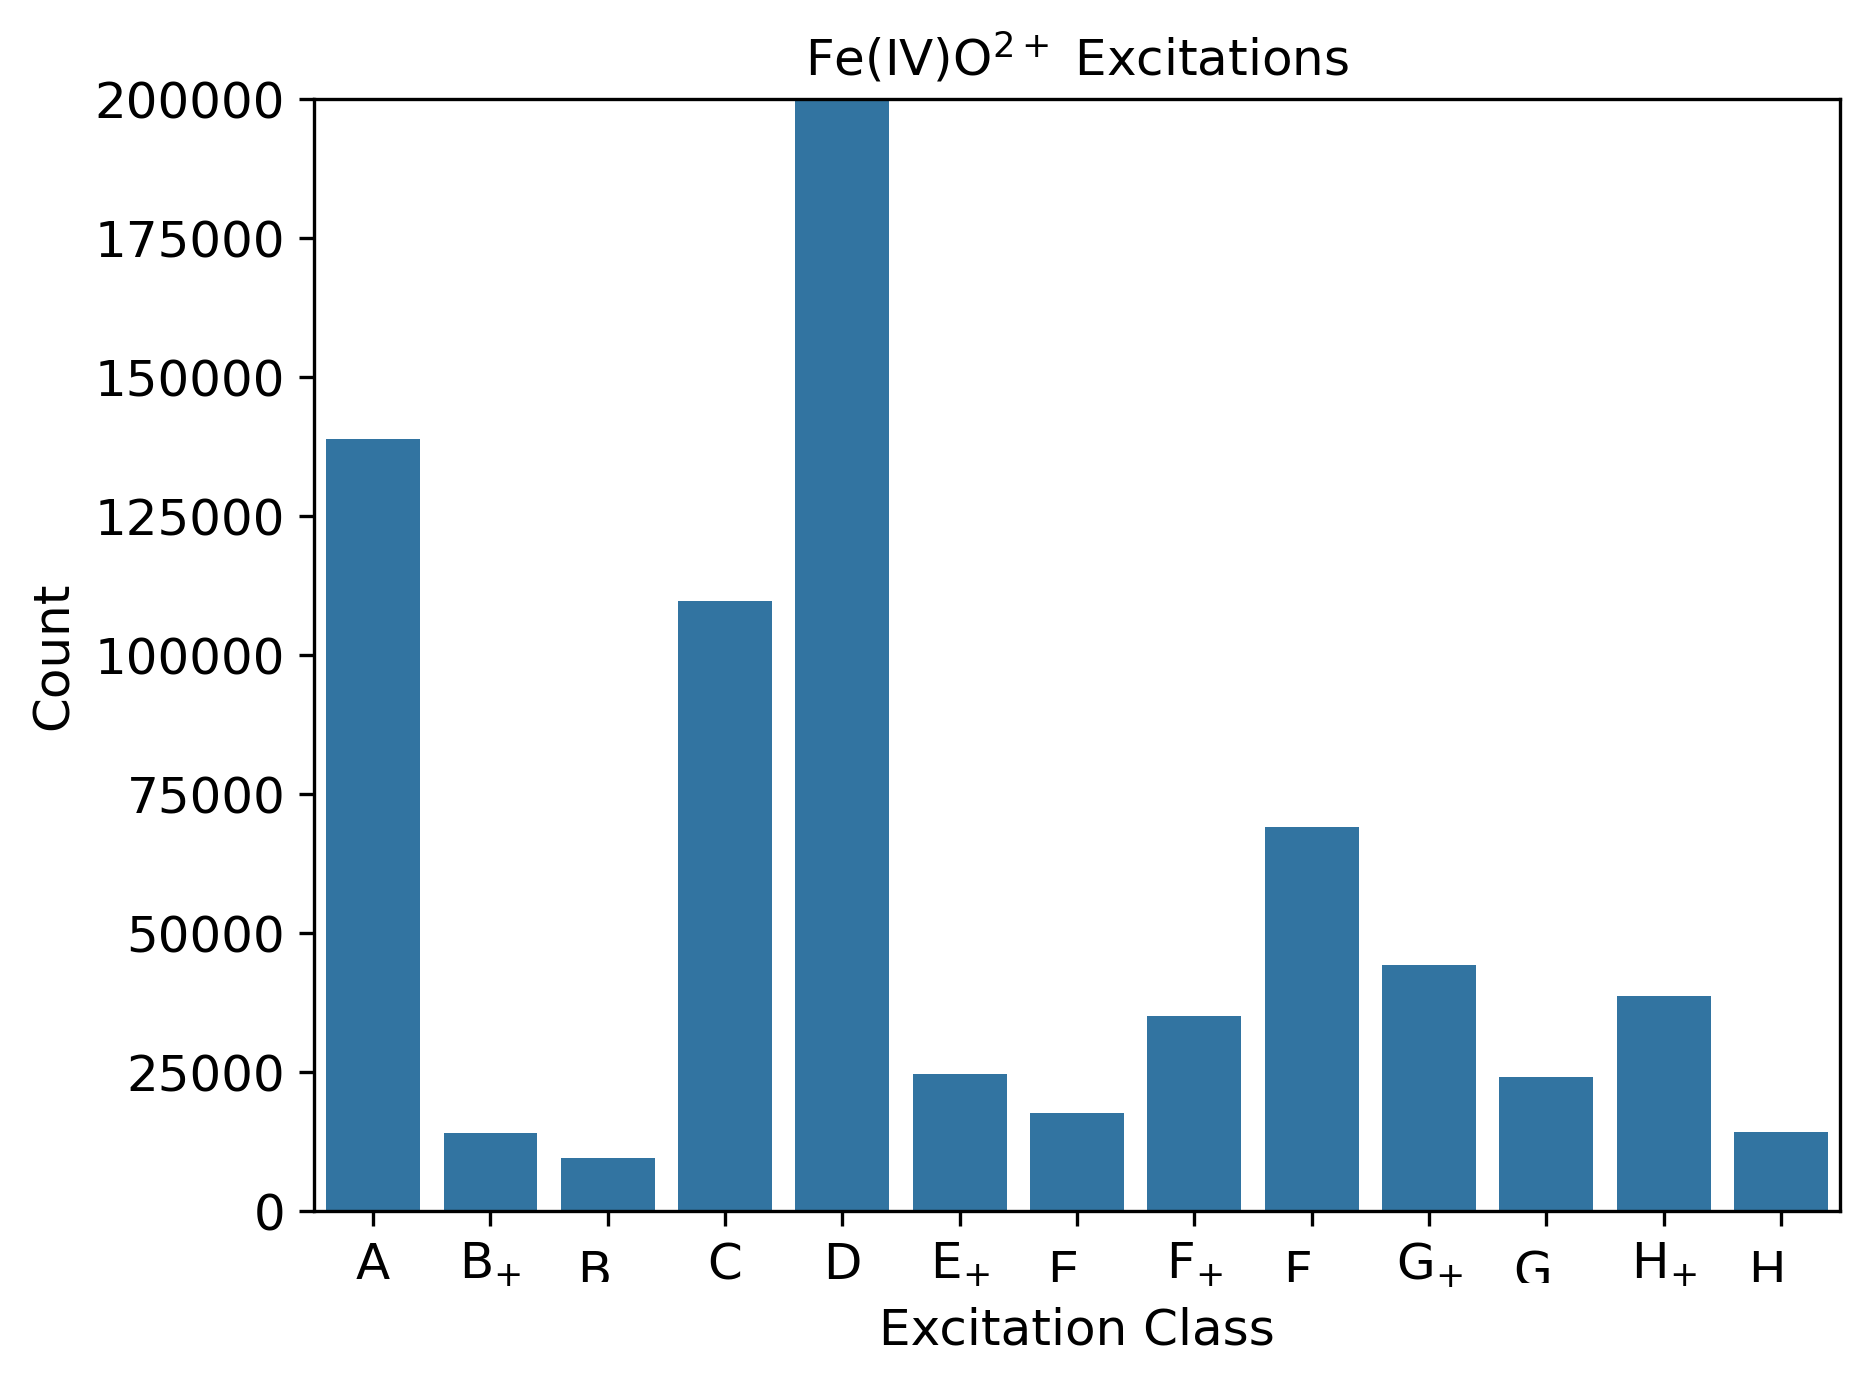 Fe(IV)O²⁺ Excitations
200000
175000
150000
125000
100000
75000
50000
25000
0
Count
A B₊ B C D E₊ E F₊ F G₊ G H₊ H
Excitation Class